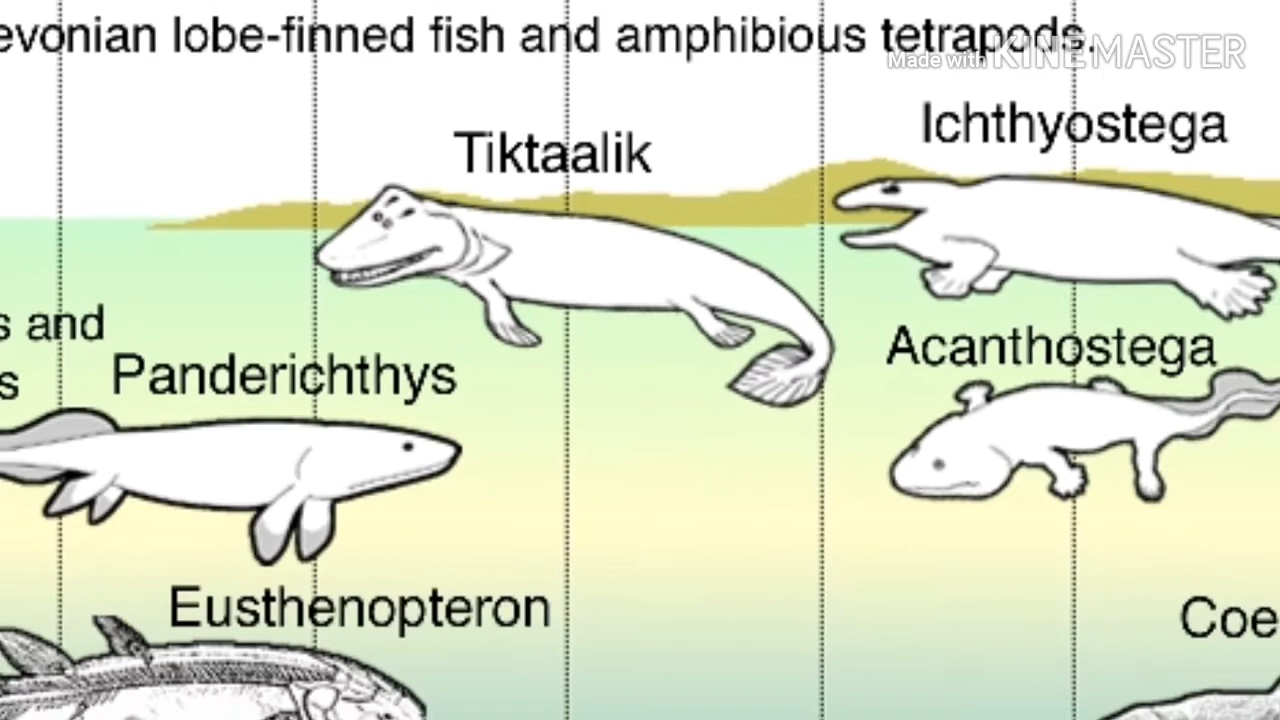 evonian lobe-finned fish and amphibious tetrapods.
Made with KINEMASTER
Ichthyostega
Tiktaalik
s and
s
Panderichthys
Acanthostega
Eusthenopteron
Coe